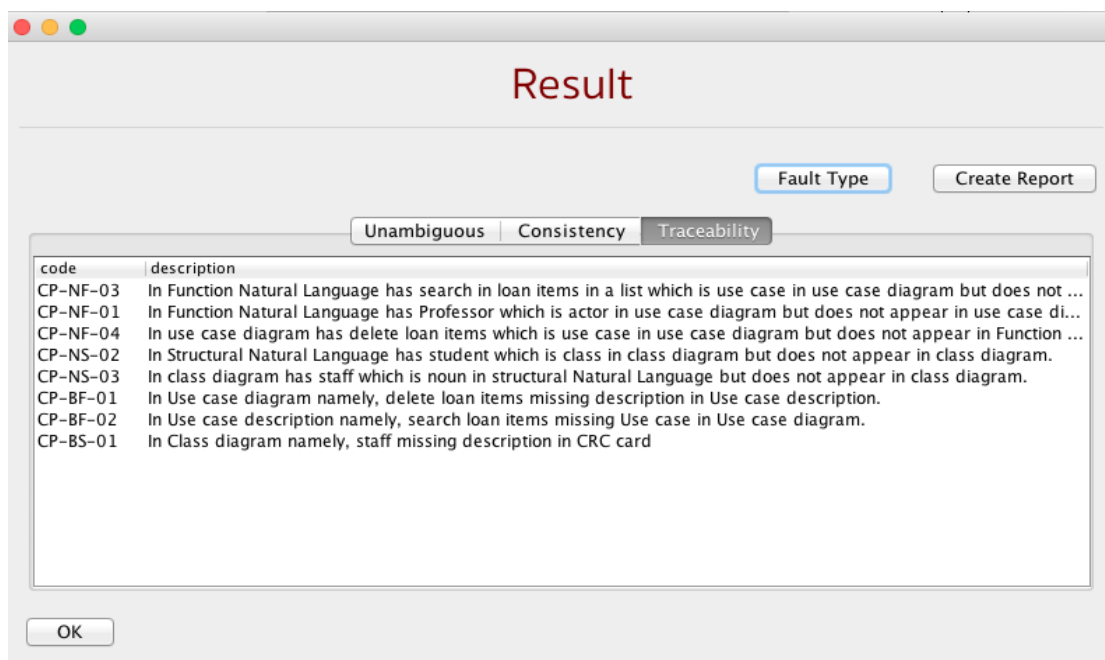 Result
Fault Type Create Report
Unambiguous Consistency Traceability
code description
CP-NF-03 In Function Natural Language has search in loan items in a list which is use case in use case diagram but does not ...
CP-NF-01 In Function Natural Language has Professor which is actor in use case diagram but does not appear in use case di...
CP-NF-04 In use case diagram has delete loan items which is use case in use case diagram but does not appear in Function ...
CP-NS-02 In Structural Natural Language has student which is class in class diagram but does not appear in class diagram.
CP-NS-03 In class diagram has staff which is noun in structural Natural Language but does not appear in class diagram.
CP-BF-01 In Use case diagram namely, delete loan items missing description in Use case description.
CP-BF-02 In Use case description namely, search loan items missing Use case in Use case diagram.
CP-BS-01 In Class diagram namely, staff missing description in CRC card
OK